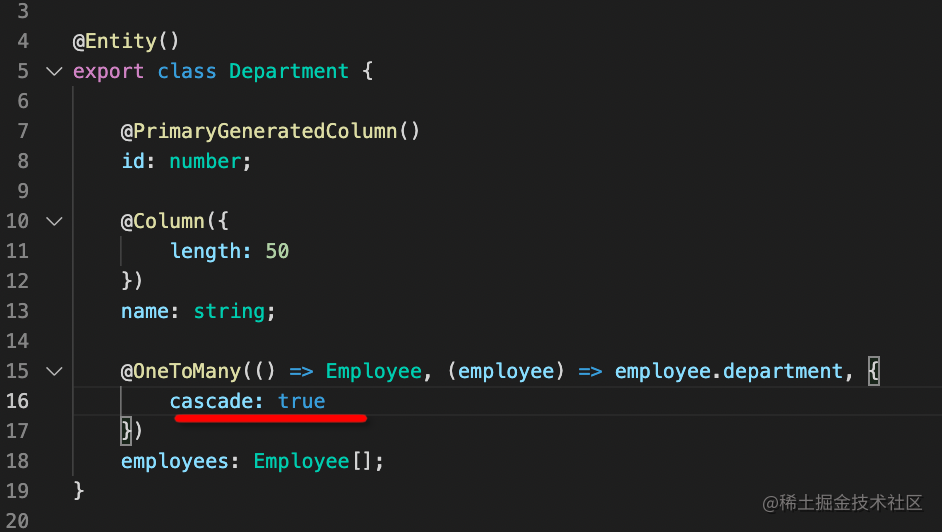 3
4 @Entity()
5 export class Department {
6
7     @PrimaryGeneratedColumn()
8     id: number;
9
10     @Column({
11         length: 50
12     })
13     name: string;
14
15     @OneToMany(() => Employee, (employee) => employee.department, {
16         cascade: true
17     })
18     employees: Employee[];
19 }
20
@稀土掘金技术社区